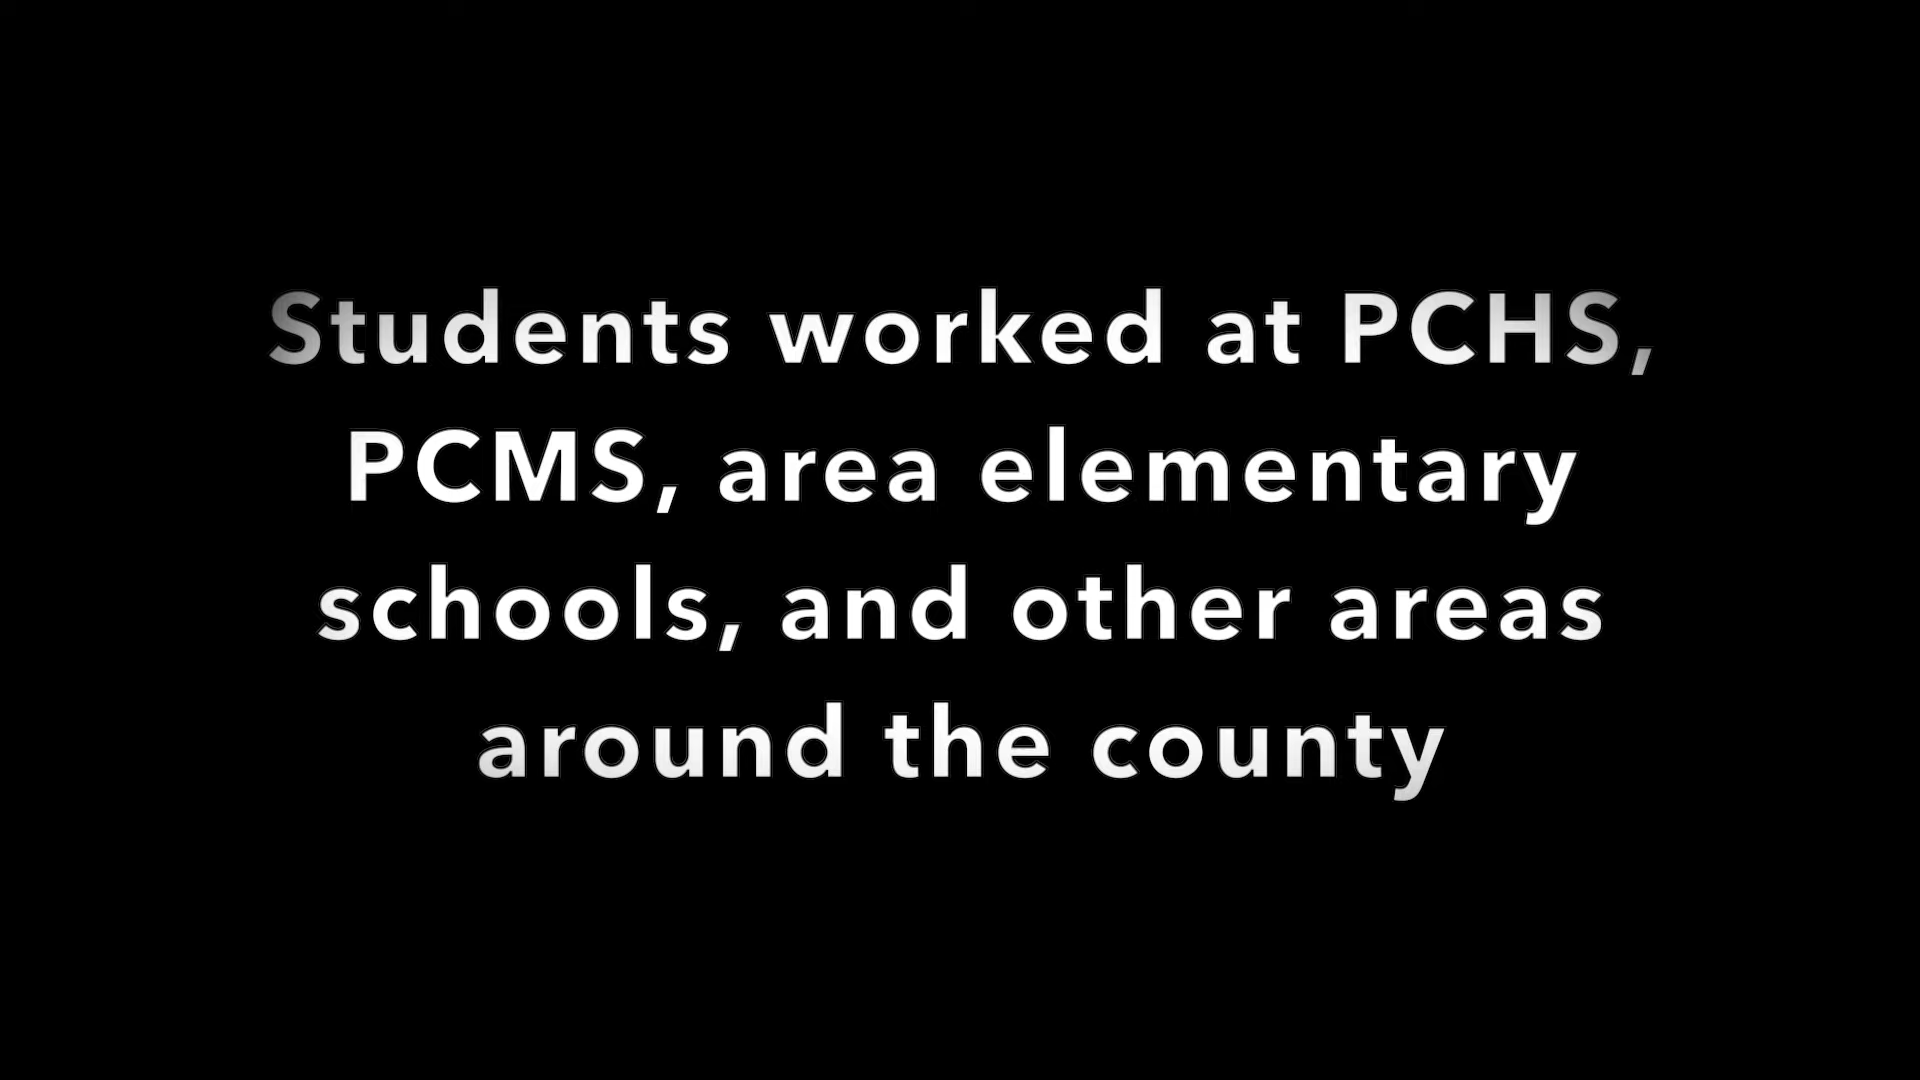 Students worked at PCHS,
PCMS, area elementary
schools, and other areas
around the county